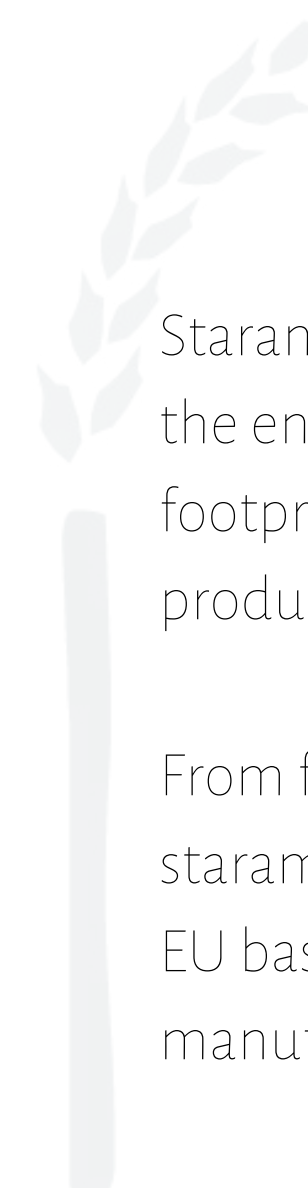 Staran
the en
footpr
produ
From f
staram
EU bas
manuf